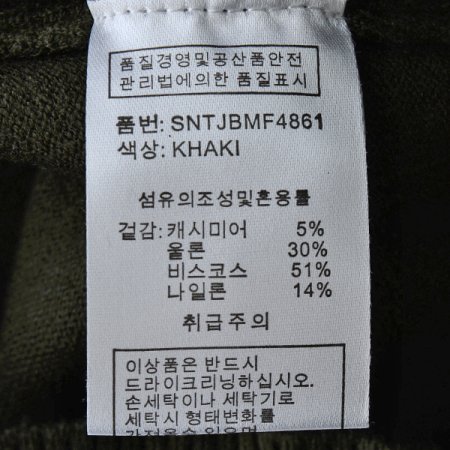 품질경영및공산품안전
관리법에의한 품질표시
품번: SNTJBMF4861
색상: KHAKI
섬유의조성및혼용률
겉감: 캐시미어 5%
울론 30%
비스코스 51%
나일론 14%
취급주의
이상품은 반드시
드라이크리닝하십시오.
손세탁이나 세탁기로
세탁시 형태변화률